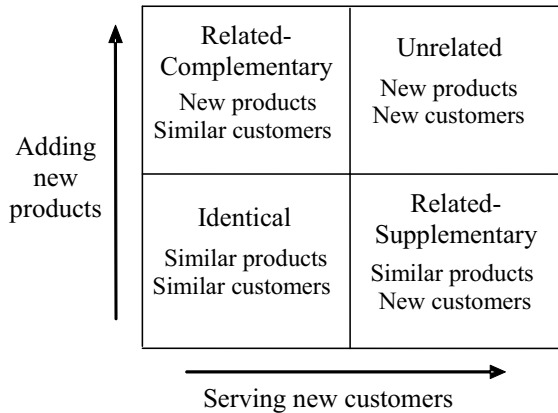 Related-
Complementary
New products
Similar customers
Unrelated
New products
New customers
Adding
new
products
Identical
Similar products
Similar customers
Related-
Supplementary
Similar products
New customers
Serving new customers